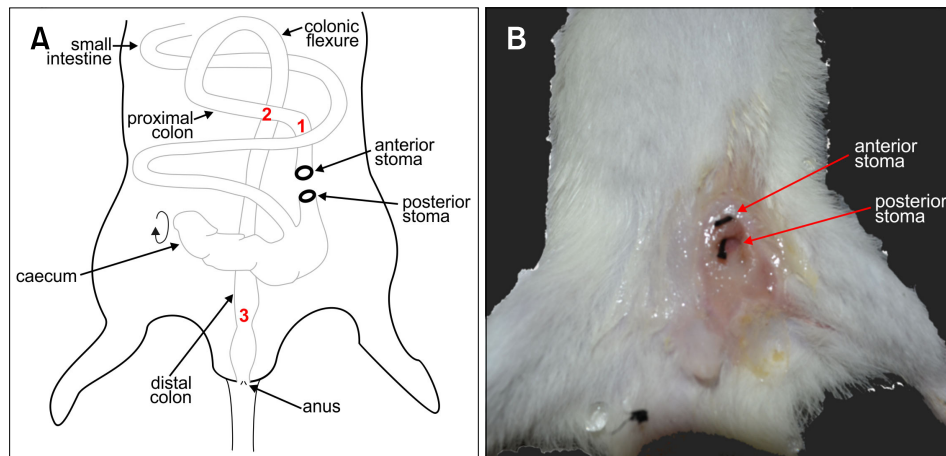 A
small
intestine
colonic
flexure
proximal
colon
2
1
anterior
stoma
posterior
stoma
caecum
3
distal
colon
anus
B
anterior
stoma
posterior
stoma